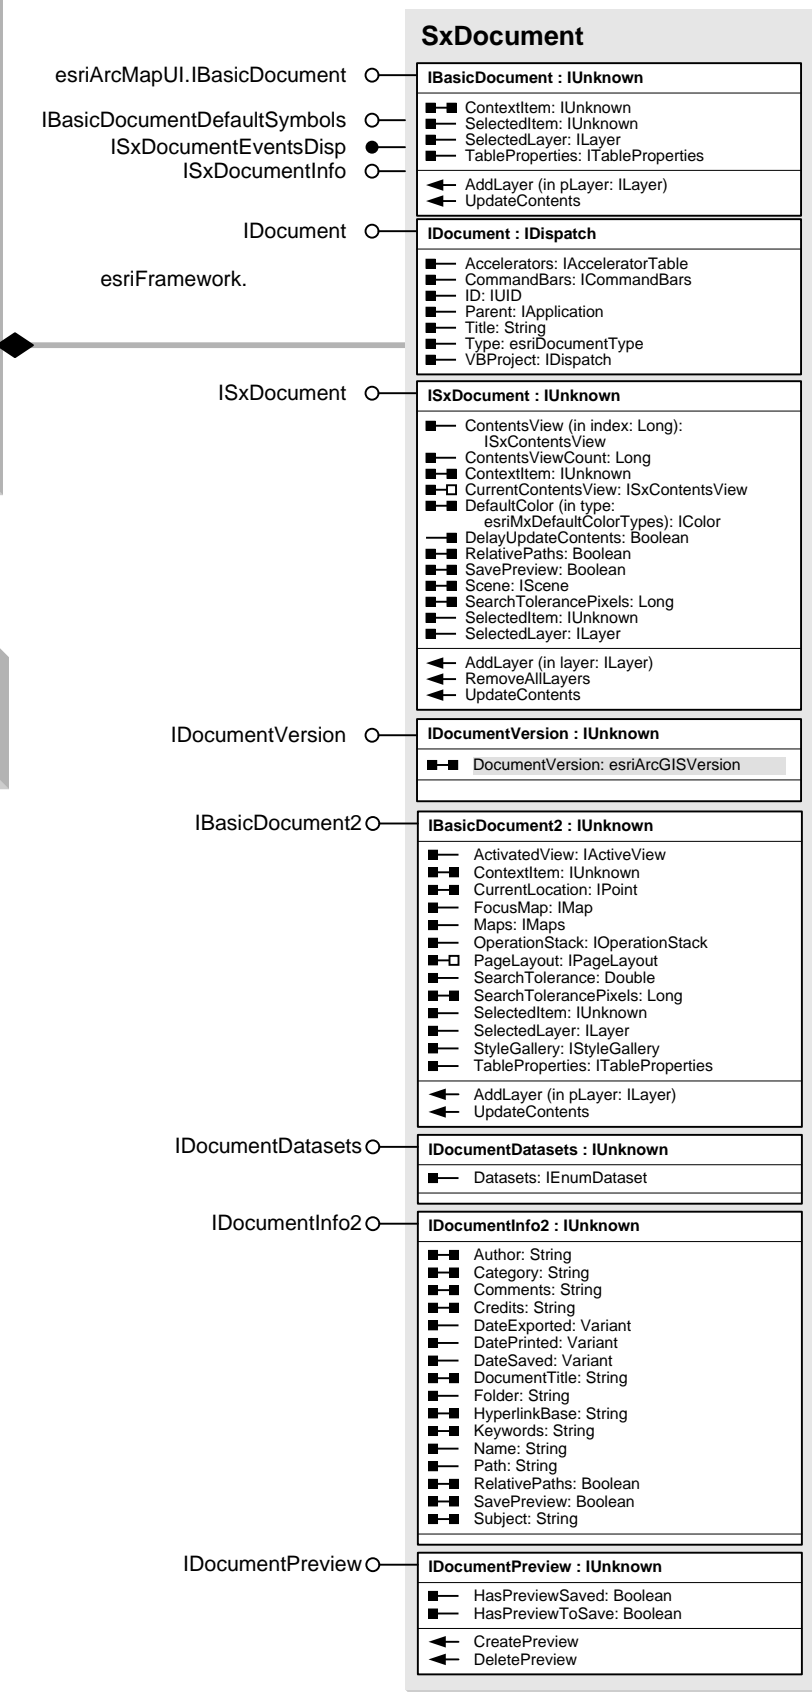 SxDocument
esriArcMapUI.IBasicDocument
IBasicDocument : IUnknown
ContextItem: IUnknown
SelectedItem: IUnknown
SelectedLayer: ILayer
TableProperties: ITableProperties
AddLayer (in pLayer: ILayer)
UpdateContents
IBasicDocumentDefaultSymbols
ISxDocumentEventsDisp
ISxDocumentInfo
IDocument
IDocument : IDispatch
esriFramework.
Accelerators: IAcceleratorTable
CommandBars: ICommandBars
ID: IUID
Parent: IApplication
Title: String
Type: esriDocumentType
VBProject: IDispatch
ISxDocument
ISxDocument : IUnknown
ContentsView (in index: Long):
ISxContentsView
ContentsViewCount: Long
ContextItem: IUnknown
CurrentContentsView: ISxContentsView
DefaultColor (in type:
esriMxDefaultColorTypes): IColor
DelayUpdateContents: Boolean
RelativePaths: Boolean
SavePreview: Boolean
Scene: IScene
SearchTolerancePixels: Long
SelectedItem: IUnknown
SelectedLayer: ILayer
AddLayer (in layer: ILayer)
RemoveAllLayers
UpdateContents
IDocumentVersion
IDocumentVersion : IUnknown
DocumentVersion: esriArcGISVersion
IBasicDocument2
IBasicDocument2 : IUnknown
ActivatedView: IActiveView
ContextItem: IUnknown
CurrentLocation: IPoint
FocusMap: IMap
Maps: IMaps
OperationStack: IOperationStack
PageLayout: IPageLayout
SearchTolerance: Double
SearchTolerancePixels: Long
SelectedItem: IUnknown
SelectedLayer: ILayer
StyleGallery: IStyleGallery
TableProperties: ITableProperties
AddLayer (in pLayer: ILayer)
UpdateContents
IDocumentDatasets
IDocumentDatasets : IUnknown
Datasets: IEnumDataset
IDocumentInfo2
IDocumentInfo2 : IUnknown
Author: String
Category: String
Comments: String
Credits: String
DateExported: Variant
DatePrinted: Variant
DateSaved: Variant
DocumentTitle: String
Folder: String
HyperlinkBase: String
Keywords: String
Name: String
Path: String
RelativePaths: Boolean
SavePreview: Boolean
Subject: String
IDocumentPreview
IDocumentPreview : IUnknown
HasPreviewSaved: Boolean
HasPreviewToSave: Boolean
CreatePreview
DeletePreview